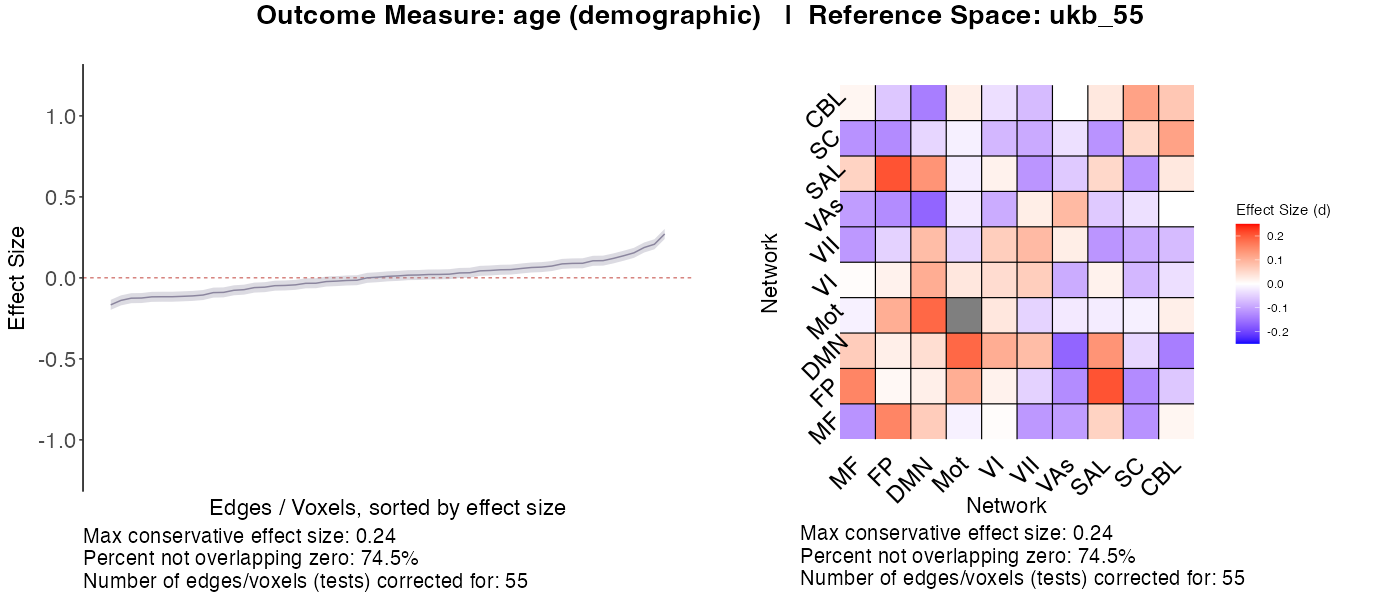 Outcome Measure: age (demographic) | Reference Space: ukb_55
1.0
0.5
0.0
-0.5
-1.0
Effect Size
Edges / Voxels, sorted by effect size
Max conservative effect size: 0.24
Percent not overlapping zero: 74.5%
Number of edges/voxels (tests) corrected for: 55
Network
CBL
SC
SAL
VAs
VII
VI
Mot
DMN
FP
MF
MF FP DMN Mot VI VII VAs SAL SC CBL
Network
Max conservative effect size: 0.24
Percent not overlapping zero: 74.5%
Number of edges/voxels (tests) corrected for: 55
Effect Size (d)
0.2
0.1
0.0
-0.1
-0.2